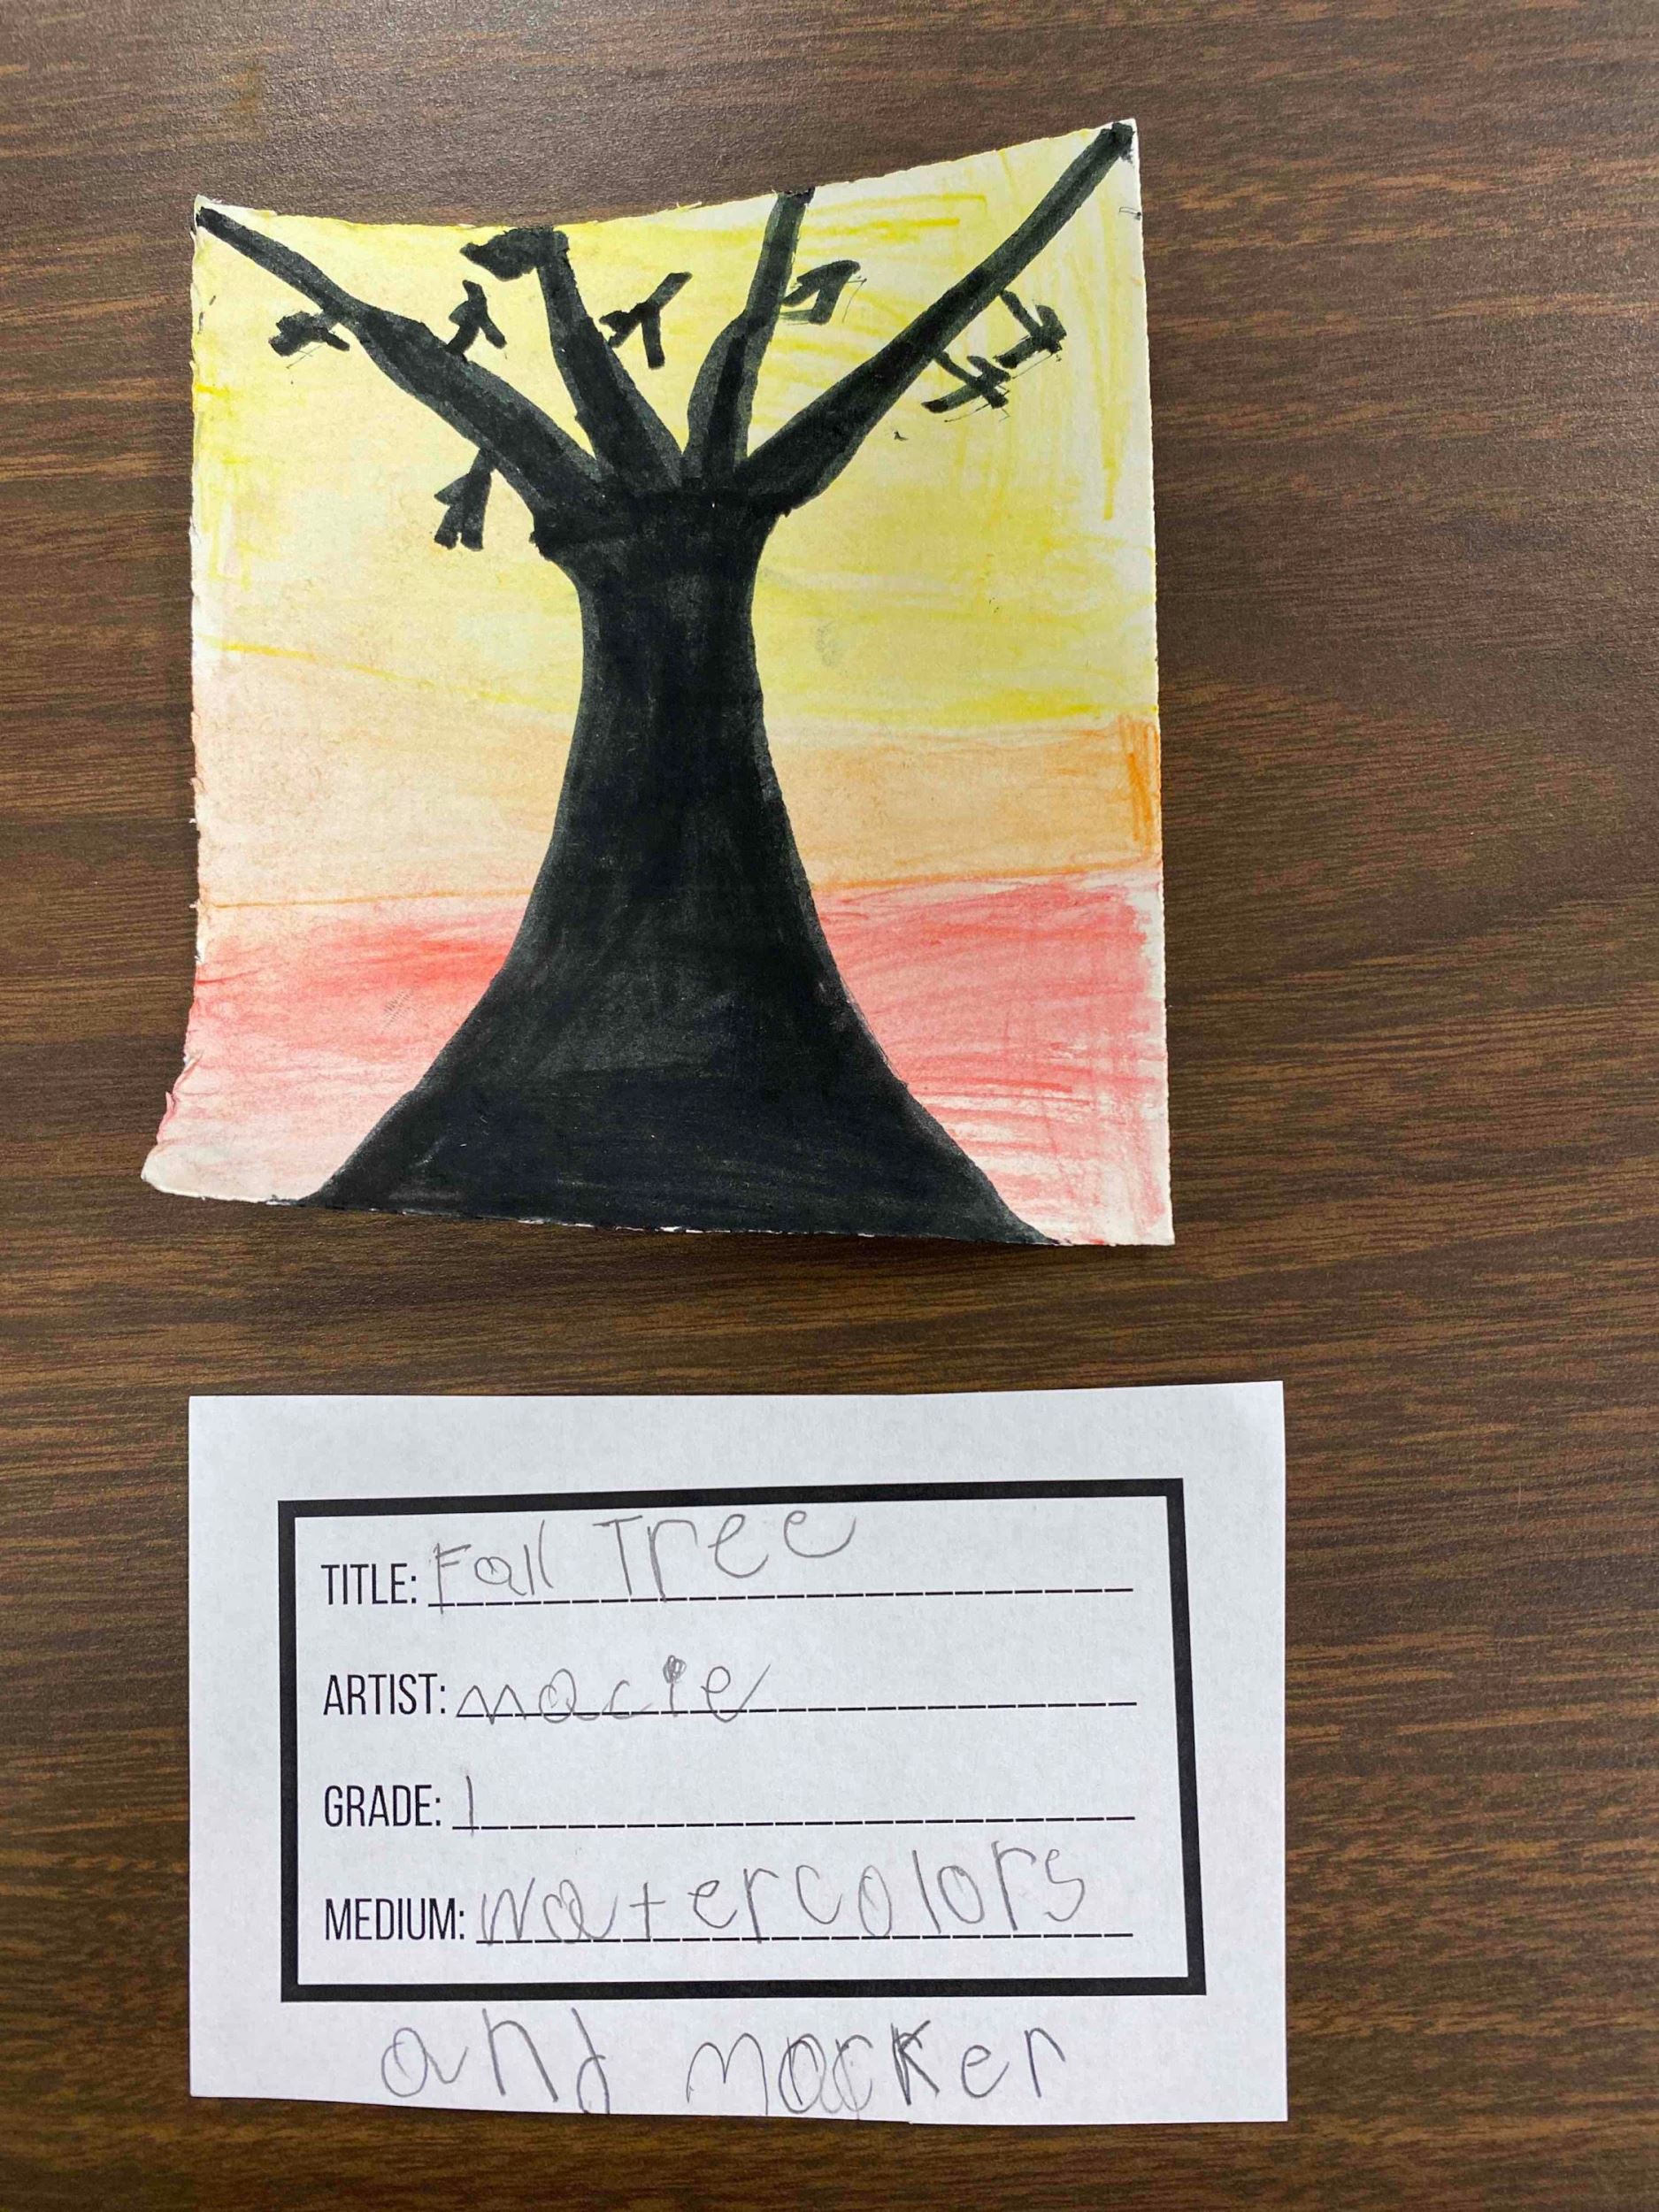 TITLE: Fall Tree
ARTIST: macie
GRADE: 1
MEDIUM: watercolors
and marker